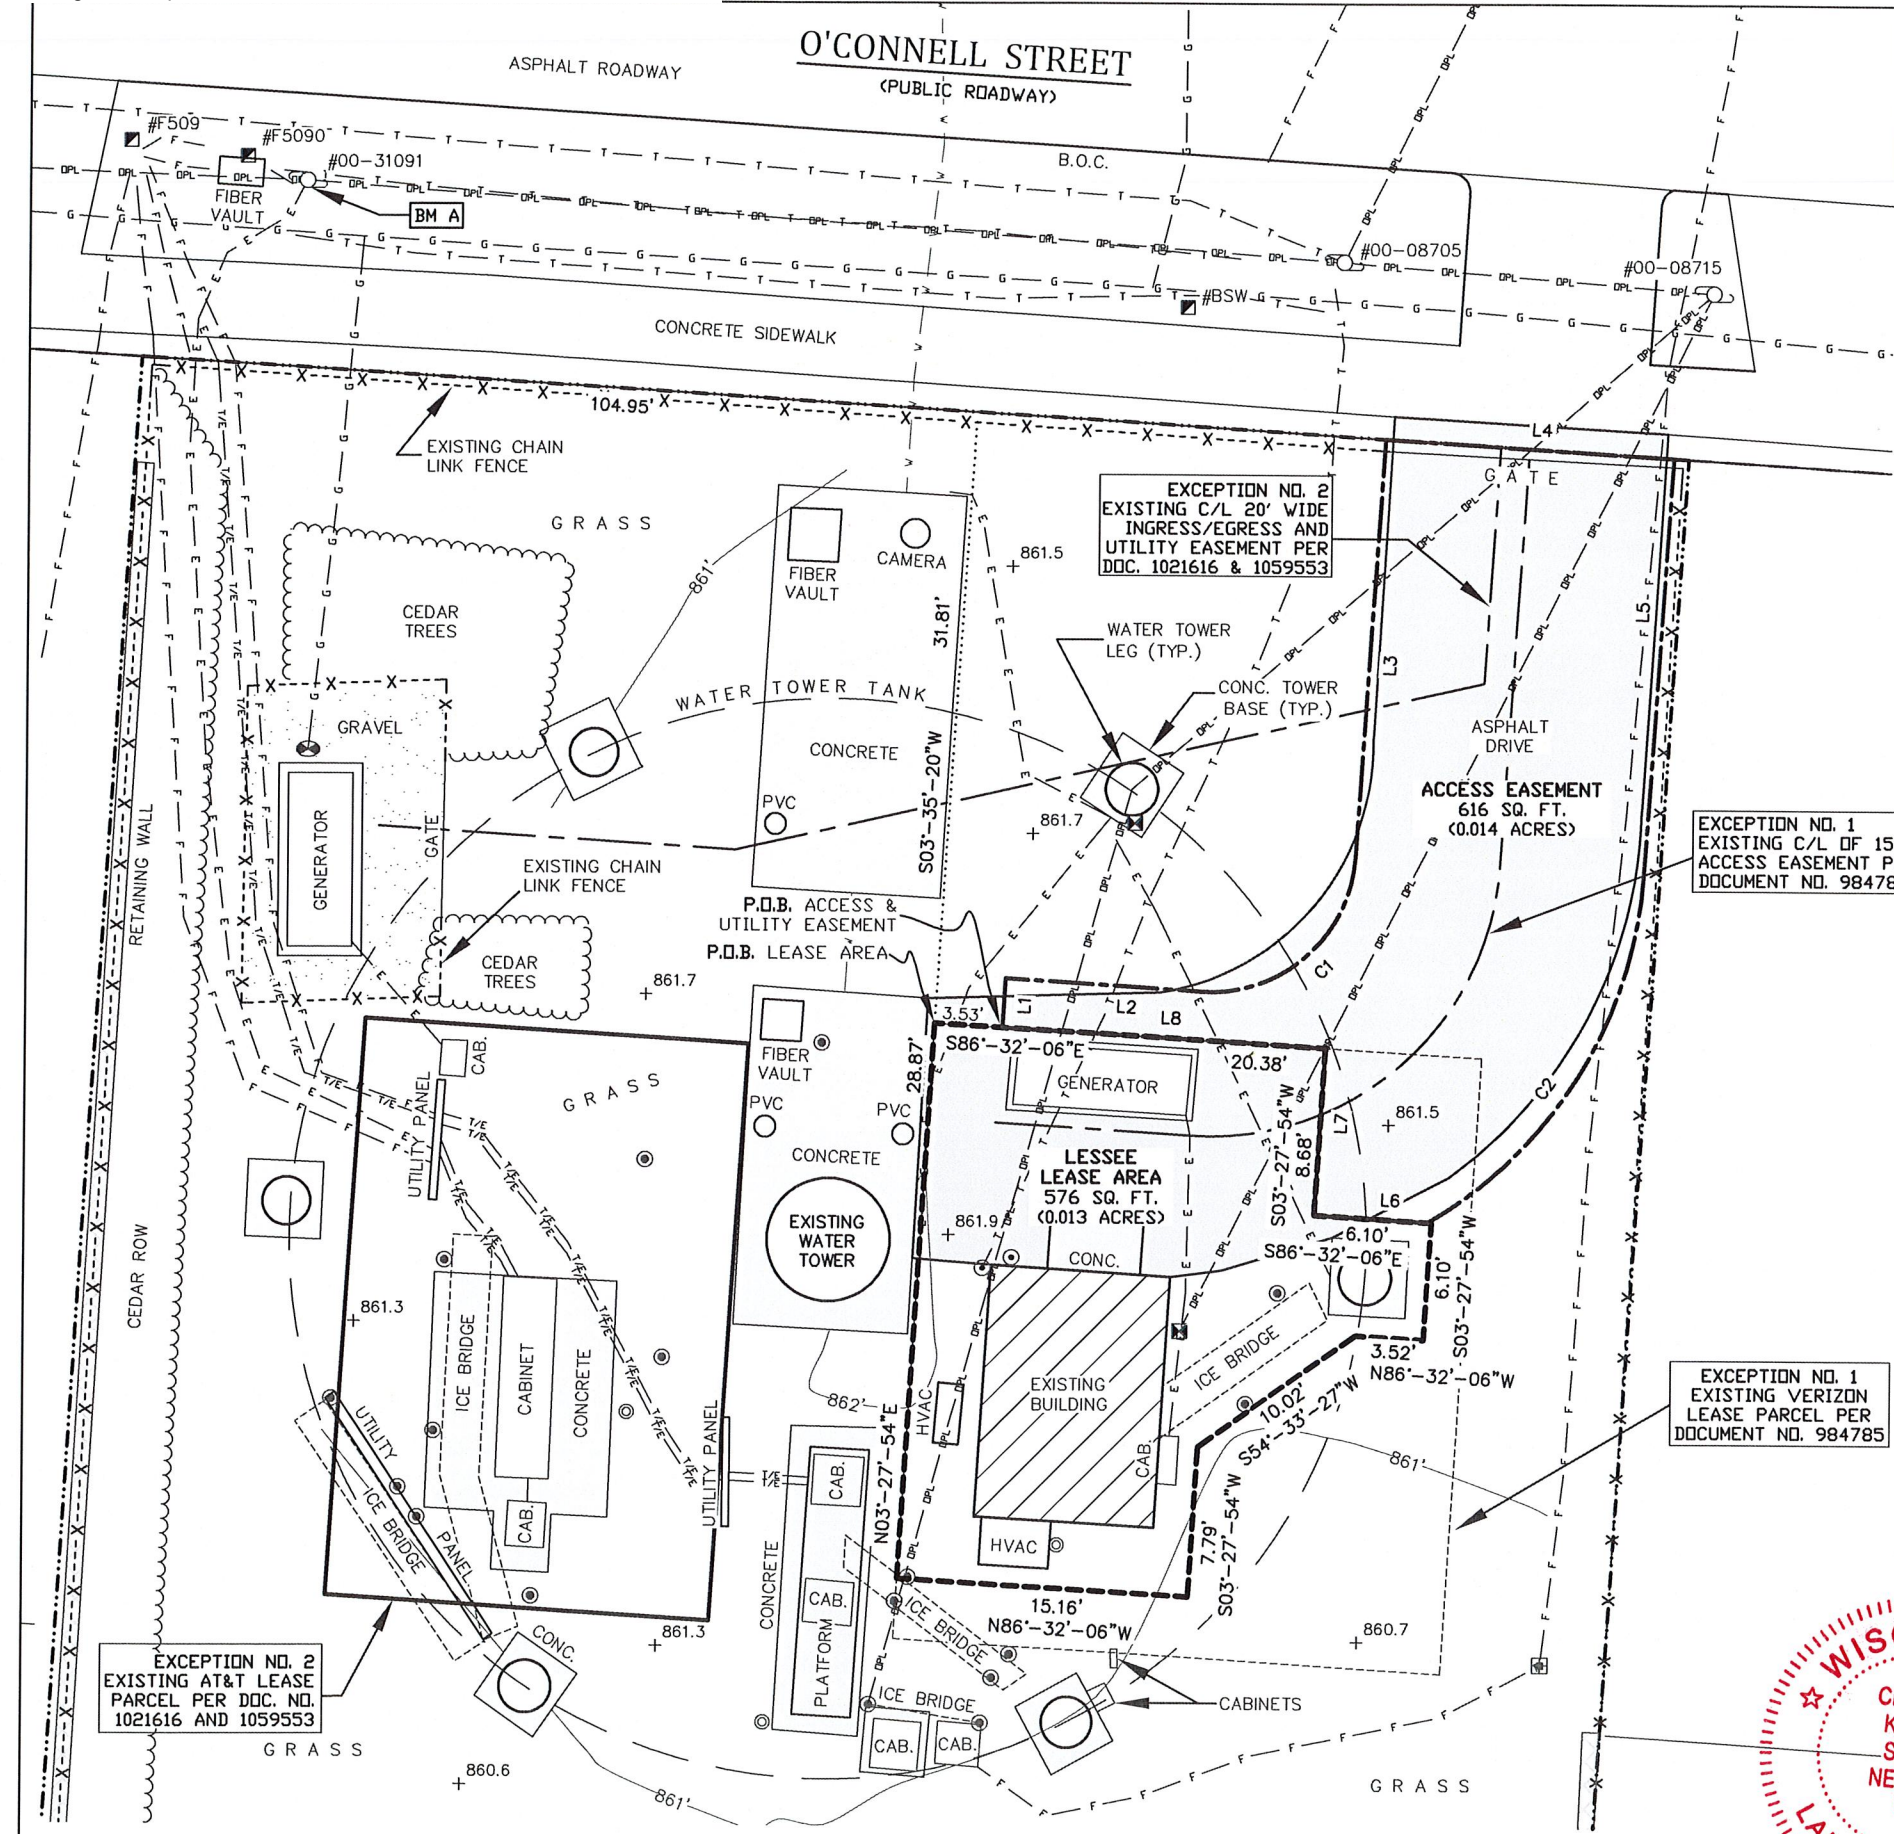 O'CONNELL STREET
(PUBLIC ROADWAY)
ASPHALT ROADWAY
#F509
#F5090
#00-31091
FIBER
VAULT
BM A
B.O.C.
#00-08705
#00-08715
#BSW
CONCRETE SIDEWALK
104.95'
EXISTING CHAIN
LINK FENCE
L4
GATE
GRASS
EXCEPTION NO. 2
EXISTING C/L 20' WIDE
INGRESS/EGRESS AND
UTILITY EASEMENT PER
DOC. 1021616 & 1059553
FIBER
VAULT
CAMERA
861.5
861'
31.81'
CEDAR
TREES
WATER TOWER
LEG (TYP.)
L5
L3
WATER TOWER TANK
CONC. TOWER
BASE (TYP.)
GRAVEL
CONCRETE
S03°-35'-20"W
ASPHALT
DRIVE
ACCESS EASEMENT
616 SQ. FT.
(0.014 ACRES)
PVC
861.7
GENERATOR
GATE
RETAINING WALL
EXISTING CHAIN
LINK FENCE
EXCEPTION NO. 1
EXISTING C/L OF 15
ACCESS EASEMENT P
DOCUMENT NO. 98478
P.O.B. ACCESS &
UTILITY EASEMENT
P.O.B. LEASE AREA
CEDAR
TREES
861.7
C1
L1
L2
L8
3.53'
S86°-32'-06"E
20.38'
28.87'
FIBER
VAULT
CAB.
GRASS
UTILITY PANEL
GENERATOR
C2
PVC
PVC
861.5
L7
S03°-27'-54"W
8.68'
CONCRETE
LESSEE
LEASE AREA
576 SQ. FT.
(0.013 ACRES)
L6
EXISTING
WATER
TOWER
861.9
6.10'
S86°-32'-06"E
CONC.
6.10'
S03°-27'-54"W
CEDAR ROW
861.3
ICE BRIDGE
CABINET
CONCRETE
ICE BRIDGE
3.52'
N86°-32'-06"W
EXISTING
BUILDING
862'
HVAC
N03°-27'-54"E
10.02'
S54°-33'-27"W
EXCEPTION NO. 1
EXISTING VERIZON
LEASE PARCEL PER
DOCUMENT NO. 984785
UTILITY PANEL
ICE BRIDGE
UTILITY PANEL
CAB.
CAB.
CAB.
861'
HVAC
7.79'
S03°-27'-54"W
CONCRETE
CAB.
PLATFORM
15.16'
N86°-32'-06"W
ICE BRIDGE
860.7
861.3
CONC.
EXCEPTION NO. 2
EXISTING AT&T LEASE
PARCEL PER DOC. NO.
1021616 AND 1059553
ICE BRIDGE
CABINETS
CAB.
CAB.
GRASS
860.6
861'
GRASS
WISC